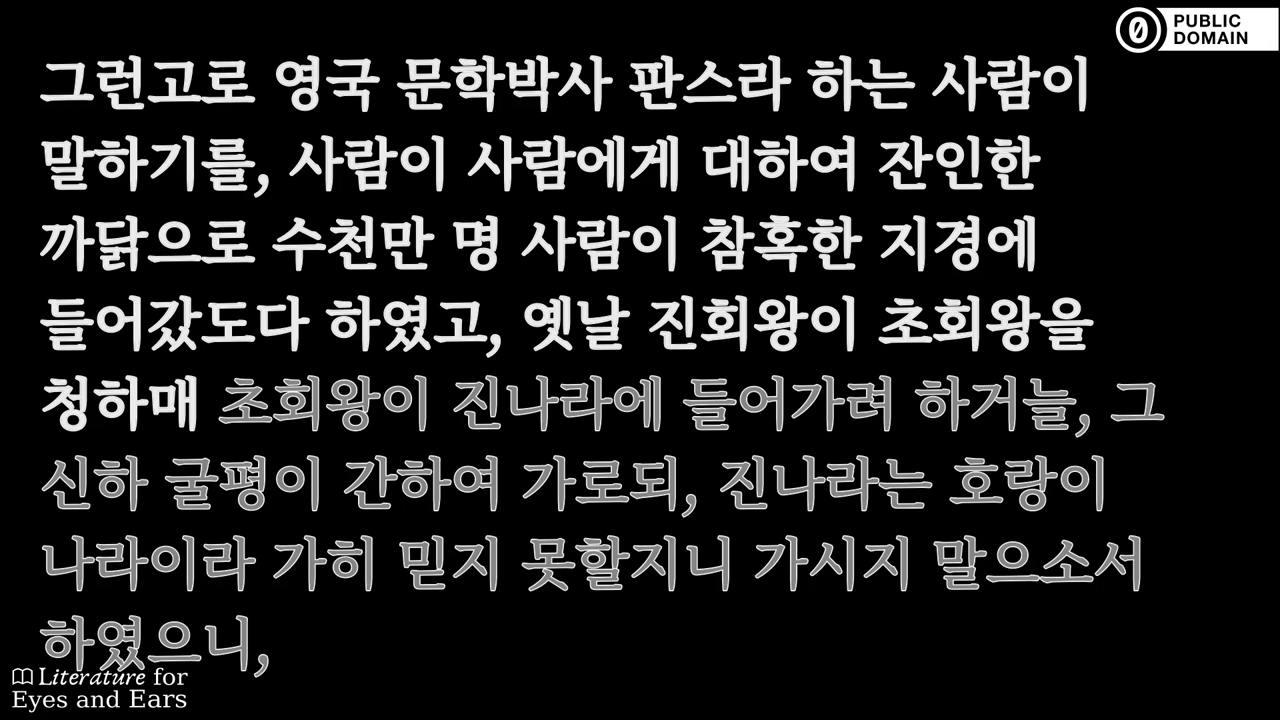 PUBLIC
DOMAIN
그런고로 영국 문학박사 판스라 하는 사람이
말하기를, 사람이 사람에게 대하여 잔인한
까닭으로 수천만 명 사람이 참혹한 지경에
들어갔도다 하였고, 옛날 진회왕이 초회왕을
청하매 초회왕이 진나라에 들어가려 하거늘, 그
신하 굴평이 간하여 가로되, 진나라는 호랑이
나라이라 가히 믿지 못할지니 가시지 말으소서
하였으니,
Literature for
Eyes and Ears